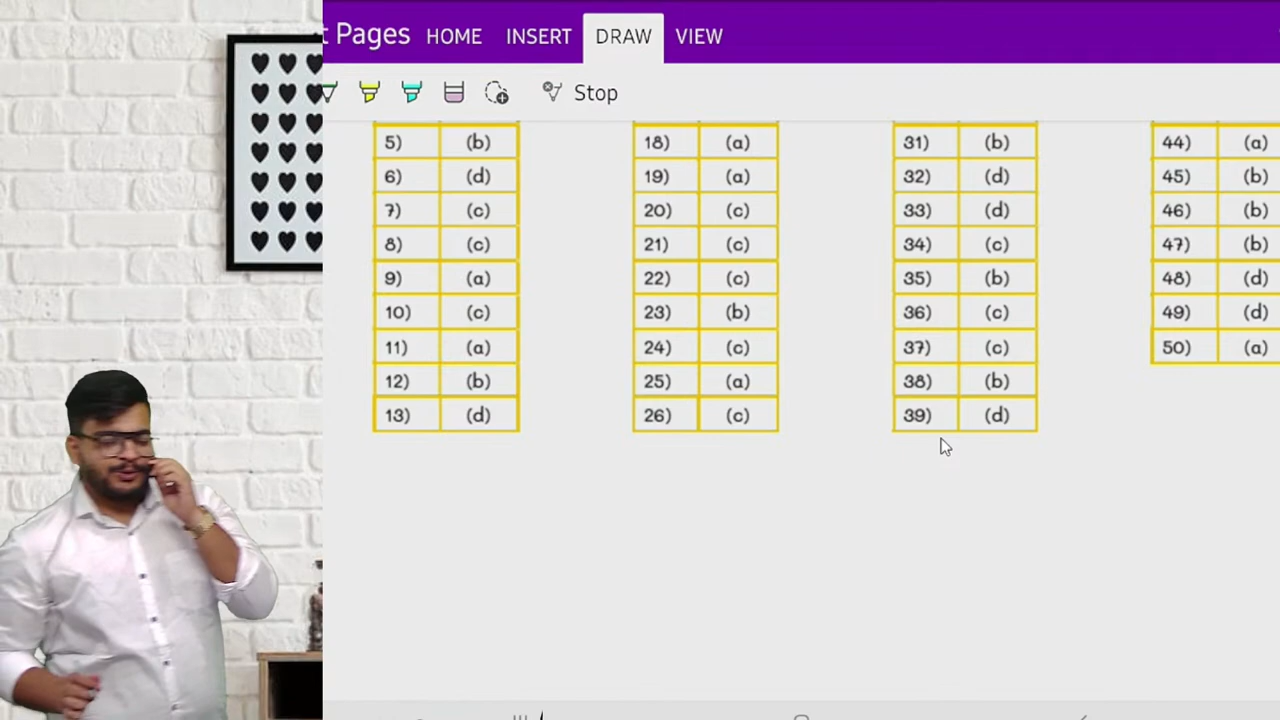 t Pages HOME INSERT DRAW VIEW
Stop
5) (b) 18) (a) 31) (b) 44) (a)
6) (d) 19) (a) 32) (d) 45) (b)
7) (c) 20) (c) 33) (d) 46) (b)
8) (c) 21) (c) 34) (c) 47) (b)
9) (a) 22) (c) 35) (b) 48) (d)
10) (c) 23) (b) 36) (c) 49) (d)
11) (a) 24) (c) 37) (c) 50) (a)
12) (b) 25) (a) 38) (b)
13) (d) 26) (c) 39) (d)